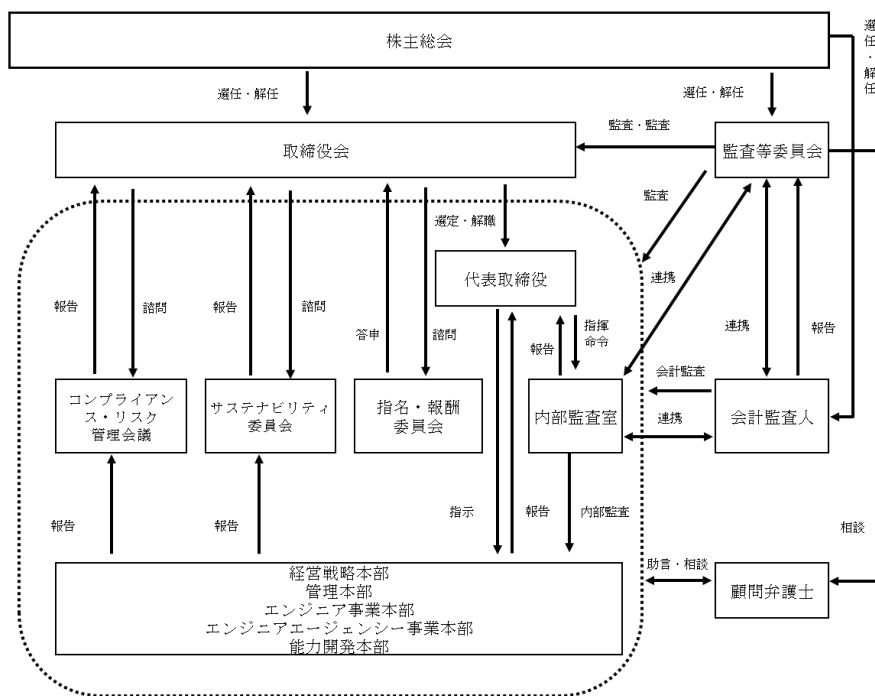 株主総会
選任・解任
選任・解任
選任・解任
監査・監査
取締役会
監査等委員会
監査
選定・解職
代表取締役
連携
報告
諮問
報告
諮問
答申
諮問
報告
指揮
命令
連携
報告
会計監査
コンプライアン
ス・リスク
管理会議
サステナビリティ
委員会
指名・報酬
委員会
内部監査室
連携
会計監査人
報告
報告
指示
報告
内部監査
相談
助言・相談
経営戦略本部
管理本部
エンジニア事業本部
エンジニアエージェンシー事業本部
能力開発本部
顧問弁護士